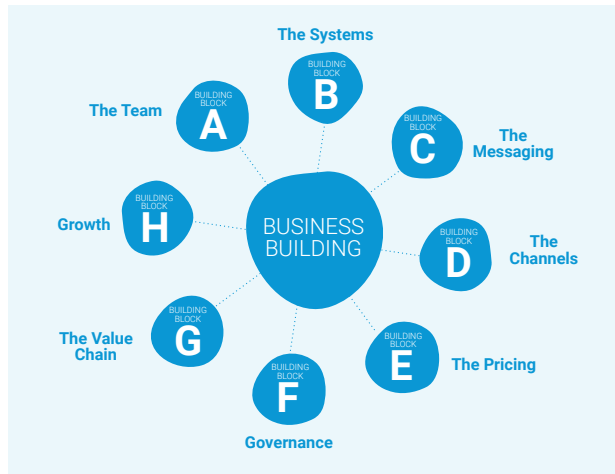 The Systems
BUILDING
BLOCK
B
The Team
BUILDING
BLOCK
A
BUILDING
BLOCK
C
The
Messaging
Growth
BUILDING
BLOCK
H
BUSINESS
BUILDING
BUILDING
BLOCK
D
The
Channels
The Value
Chain
BUILDING
BLOCK
G
BUILDING
BLOCK
E
The Pricing
BUILDING
BLOCK
F
Governance